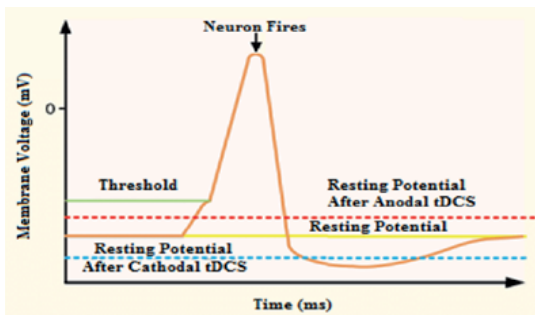 Neuron Fires
Membrane Voltage (mV)
0
Threshold
Resting Potential
After Anodal tDCS
Resting Potential
Resting Potential
After Cathodal tDCS
Time (ms)